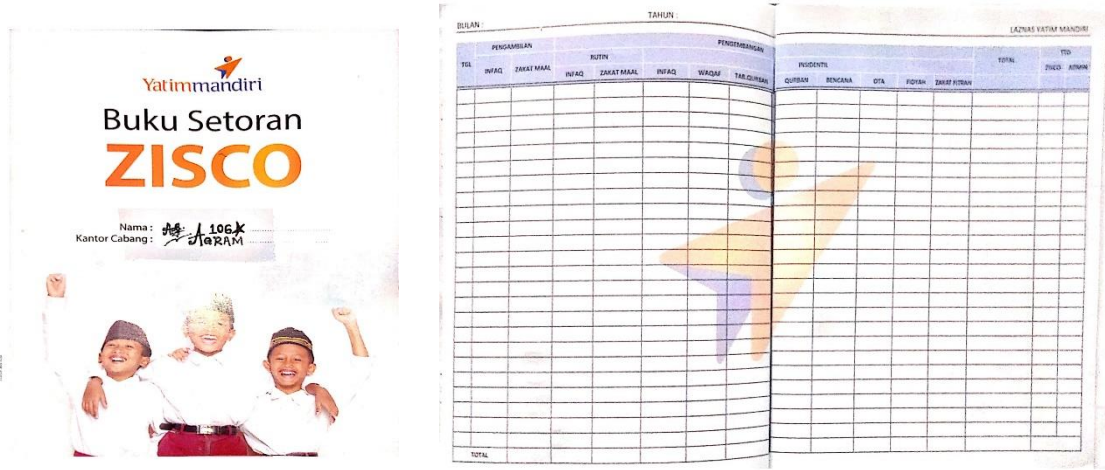 Yatimmandiri
Buku Setoran
ZISCO
Nama :
Kantor Cabang :
106
AGRAM
BULAN :
TAHUN :
LAZNAS YATIM MANDIRI
TGL
PENGAMBILAN
PENGEMBANGAN
TOTAL
TTD
RUTIN
INSIDENTIL
INFAQ ZAKAT MAAL INFAQ ZAKAT MAAL INFAQ WAQAF TAB.QURBAN QURBAN BENCANA OTA FIDYAH ZAKAT FITRAH ZISCO ADMIN
TOTAL